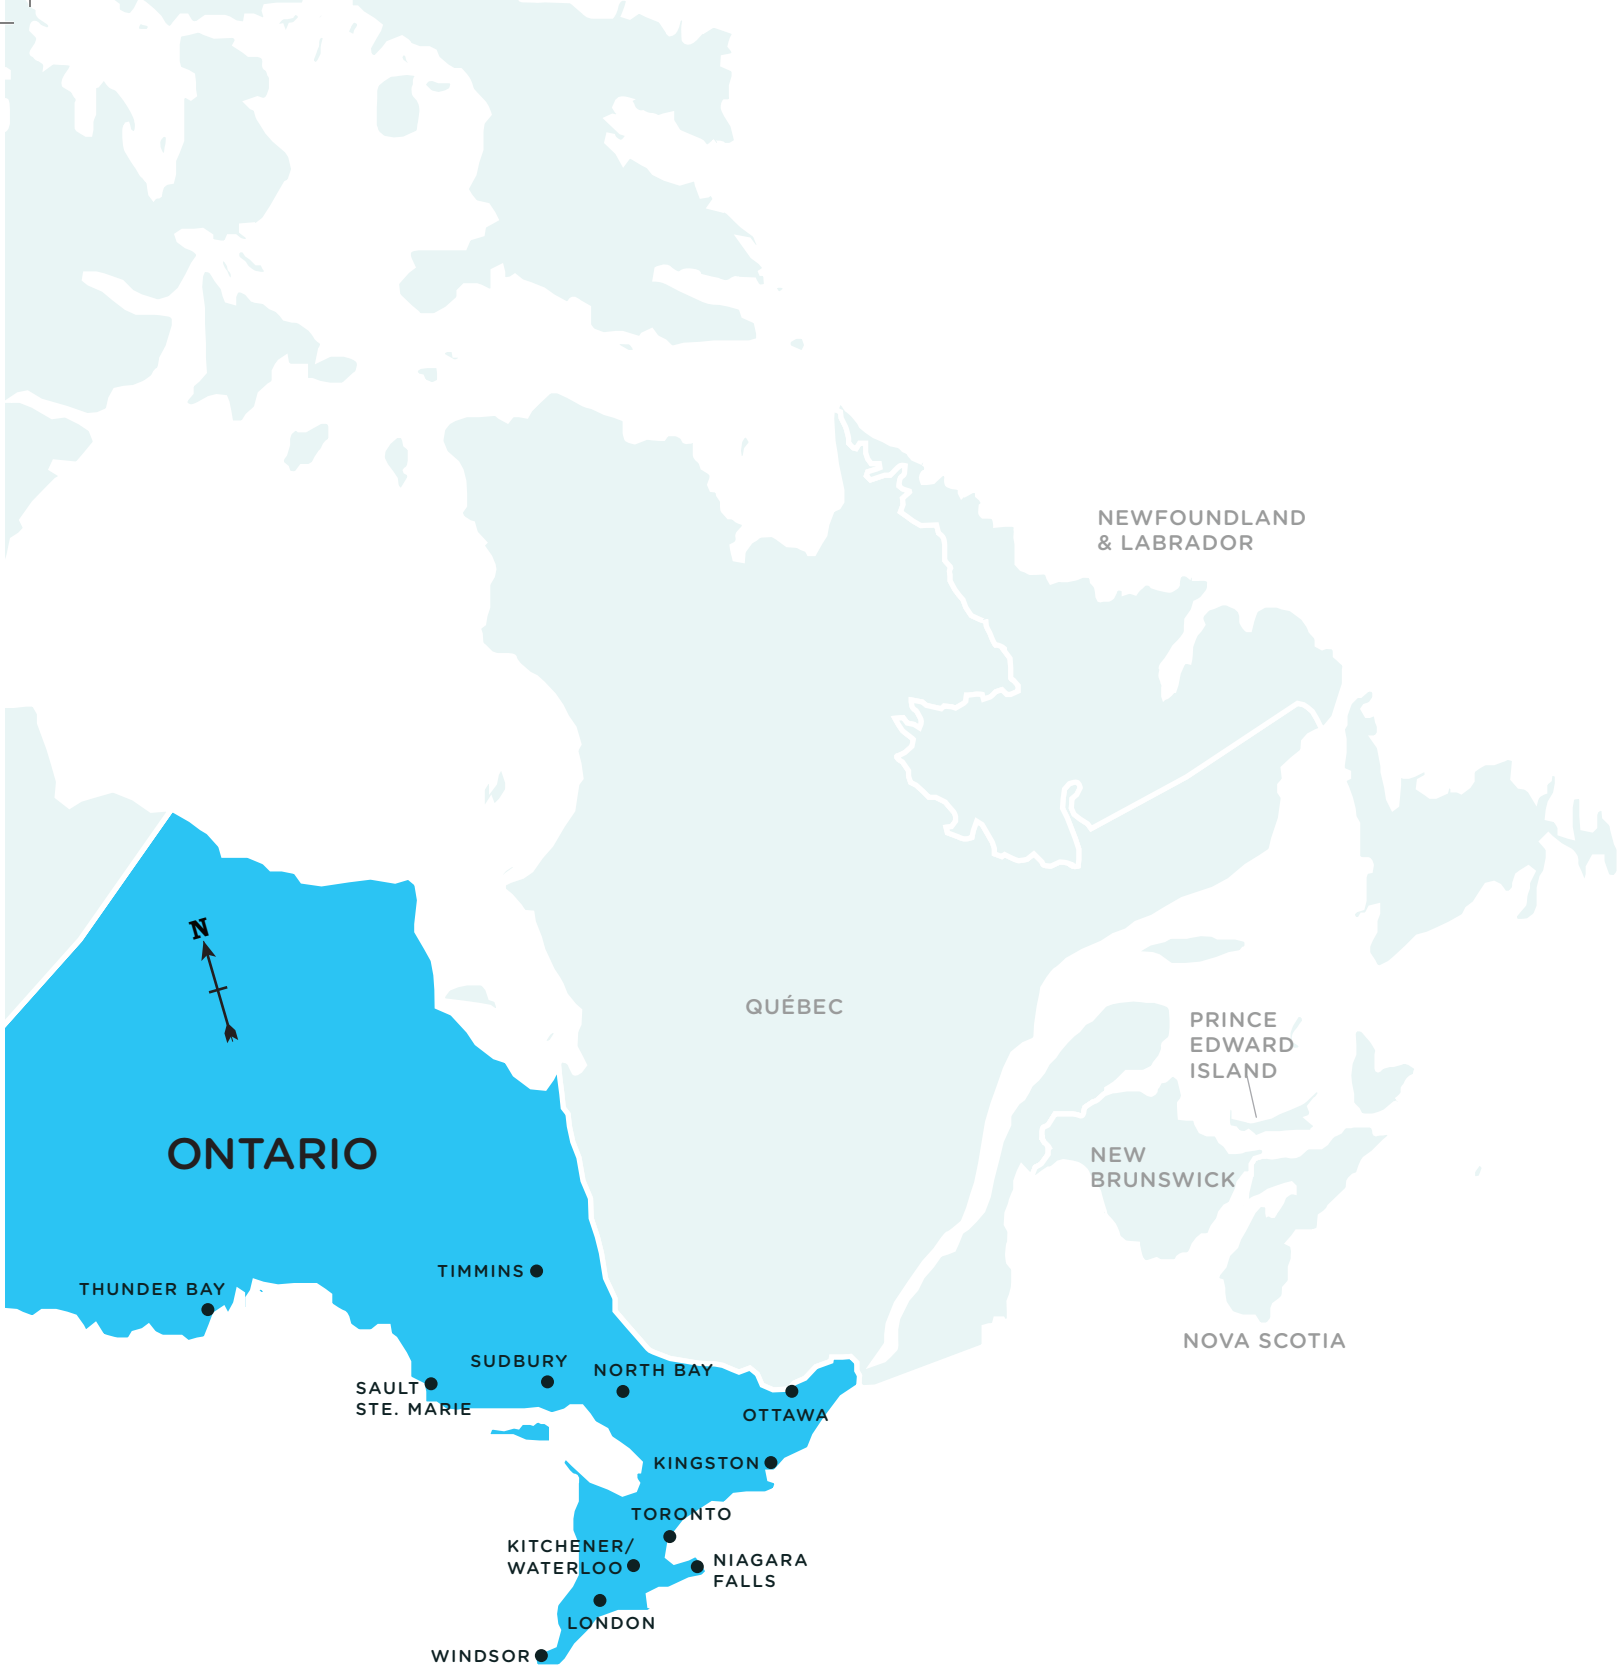 NEWFOUNDLAND
& LABRADOR
N
QUÉBEC
PRINCE
EDWARD
ISLAND
ONTARIO
NEW
BRUNSWICK
TIMMINS
THUNDER BAY
NOVA SCOTIA
SUDBURY
NORTH BAY
SAULT
STE. MARIE
OTTAWA
KINGSTON
TORONTO
KITCHENER/
WATERLOO
NIAGARA
FALLS
LONDON
WINDSOR